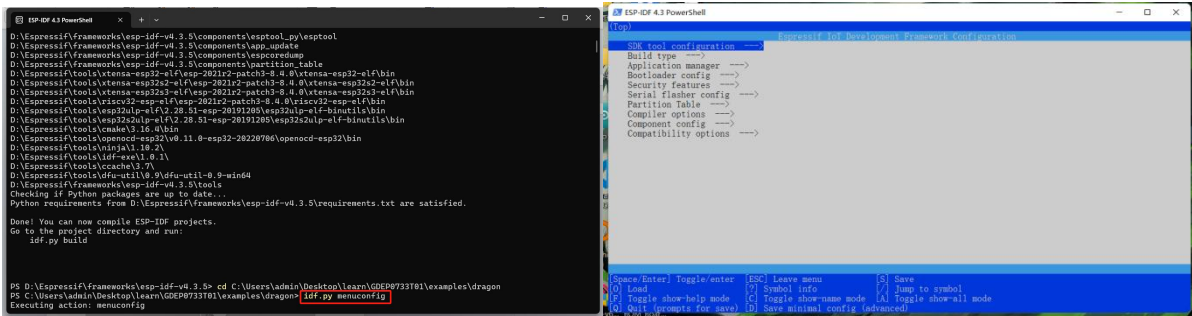 ESP-IDF 4.3 PowerShell
D:\Espressif\frameworks\esp-idf-v4.3.5\components\esptool_py\esptool
D:\Espressif\frameworks\esp-idf-v4.3.5\components\app_update
D:\Espressif\frameworks\esp-idf-v4.3.5\components\espcoredump
D:\Espressif\frameworks\esp-idf-v4.3.5\components\partition_table
D:\Espressif\tools\xtensa-esp32-elf\esp-2021r2-patch3-8.4.0\xtensa-esp32-elf\bin
D:\Espressif\tools\xtensa-esp32s2-elf\esp-2021r2-patch3-8.4.0\xtensa-esp32s2-elf\bin
D:\Espressif\tools\xtensa-esp32s3-elf\esp-2021r2-patch3-8.4.0\xtensa-esp32s3-elf\bin
D:\Espressif\tools\riscv32-esp-elf\esp-2021r2-patch3-8.4.0\riscv32-esp-elf\bin
D:\Espressif\tools\esp32ulp-elf\2.28.51-esp-20191205\esp32ulp-elf-binutils\bin
D:\Espressif\tools\esp32s2ulp-elf\2.28.51-esp-20191205\esp32s2ulp-elf-binutils\bin
D:\Espressif\tools\cmake\3.16.4\bin
D:\Espressif\tools\openocd-esp32\v0.11.0-esp32-20220706\openocd-esp32\bin
D:\Espressif\tools\ninja\1.10.2\
D:\Espressif\tools\idf-exe\1.0.1\
D:\Espressif\tools\ccache\3.7\
D:\Espressif\tools\dfu-util\0.9\dfu-util-0.9-win64
D:\Espressif\frameworks\esp-idf-v4.3.5\tools
Checking if Python packages are up to date...
Python requirements from D:\Espressif\frameworks\esp-idf-v4.3.5\requirements.txt are satisfied.
Done! You can now compile ESP-IDF projects.
Go to the project directory and run:
idf.py build
PS D:\Espressif\frameworks\esp-idf-v4.3.5> cd C:\Users\admin\Desktop\learn\GDEP0733T01\examples\dragon
PS C:\Users\admin\Desktop\learn\GDEP0733T01\examples\dragon> idf.py menuconfig
Executing action: menuconfig
ESP-IDF 4.3 PowerShell
(Top)
Espressif IoT Development Framework Configuration
SDK tool configuration --->
Build type --->
Application manager --->
Bootloader config --->
Security features --->
Serial flasher config --->
Partition Table --->
Compiler options --->
Component config --->
Compatibility options --->
[Space/Enter] Toggle/enter [ESC] Leave menu [S] Save
[O] Load [?] Symbol info [/] Jump to symbol
[F] Toggle show-help mode [C] Toggle show-name mode [A] Toggle show-all mode
[Q] Quit (prompts for save) [D] Save minimal config (advanced)